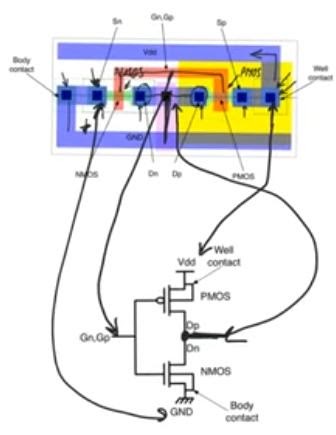 Sn
Gn,Gp
Sp
Body
contact
Vdd
PMOS
Well
contact
GND
NMOS
Dn
Dp
PMOS
Vdd
Well
contact
PMOS
Gn,Gp
Dp
Dn
NMOS
GND
Body
contact